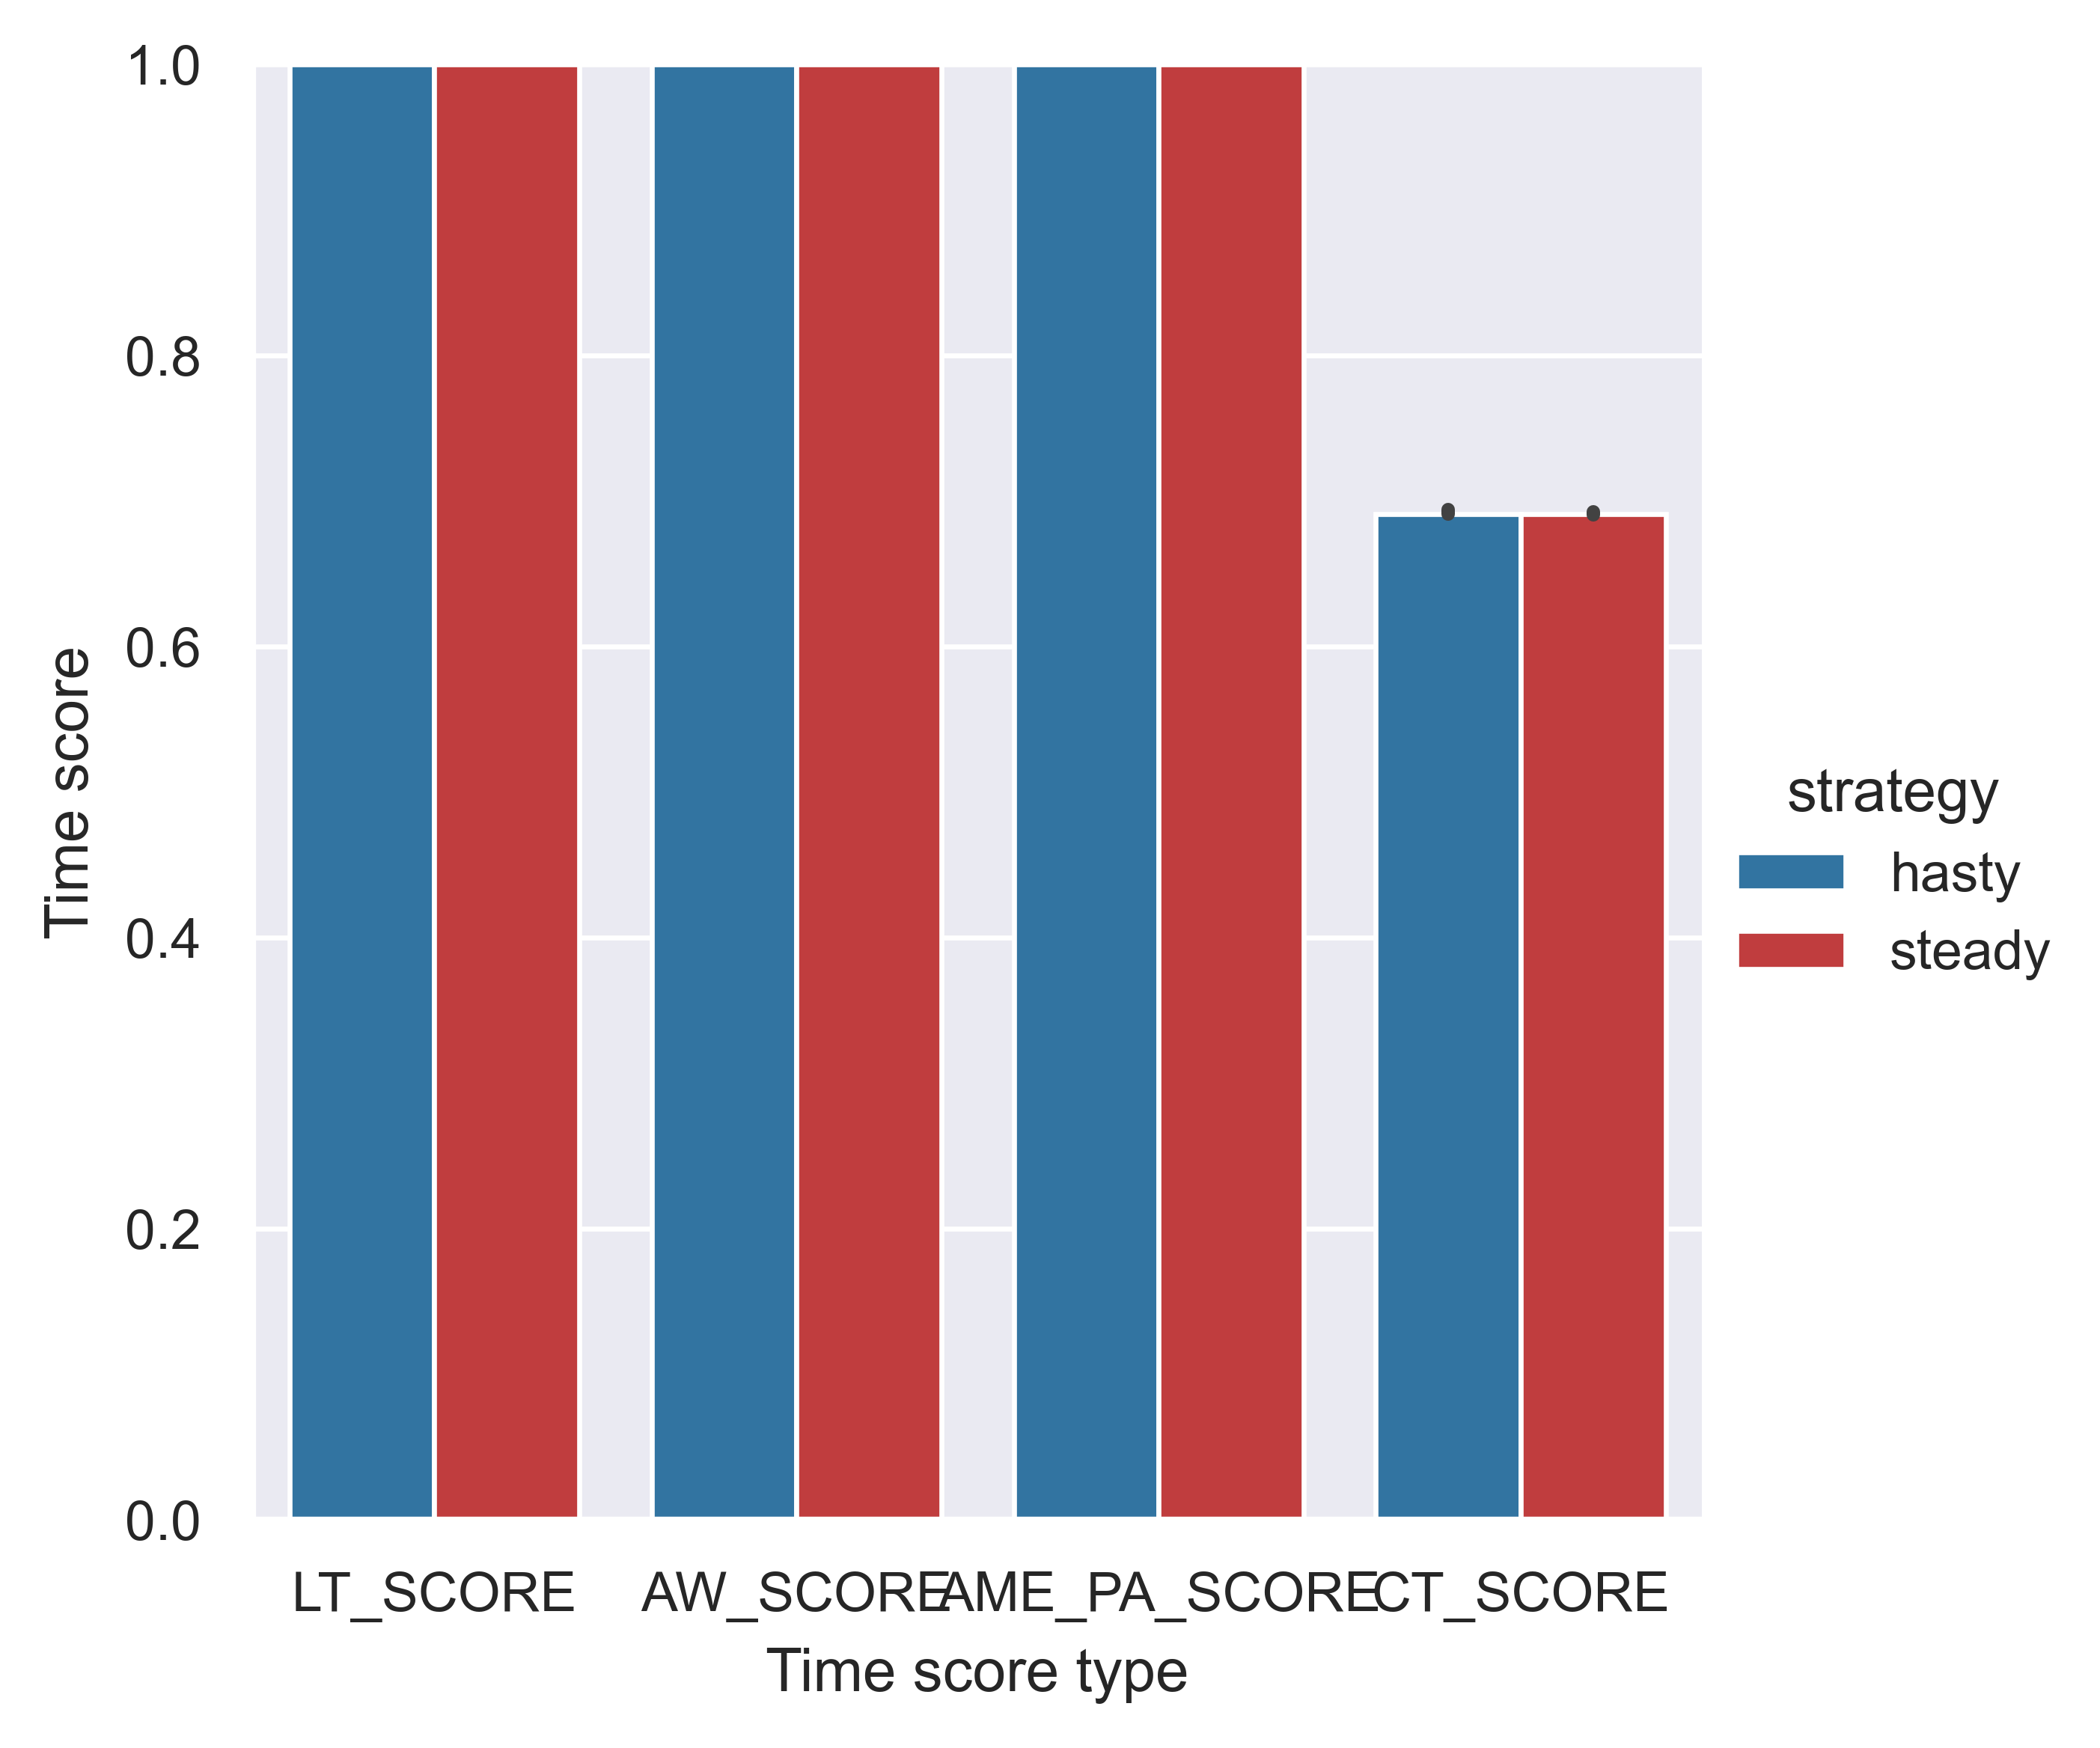 1.0
0.8
0.6
0.4
0.2
0.0
Time score
LT_SCORE AW_SCORE AME_PA_SCORE CT_SCORE
Time score type
strategy
hasty
steady